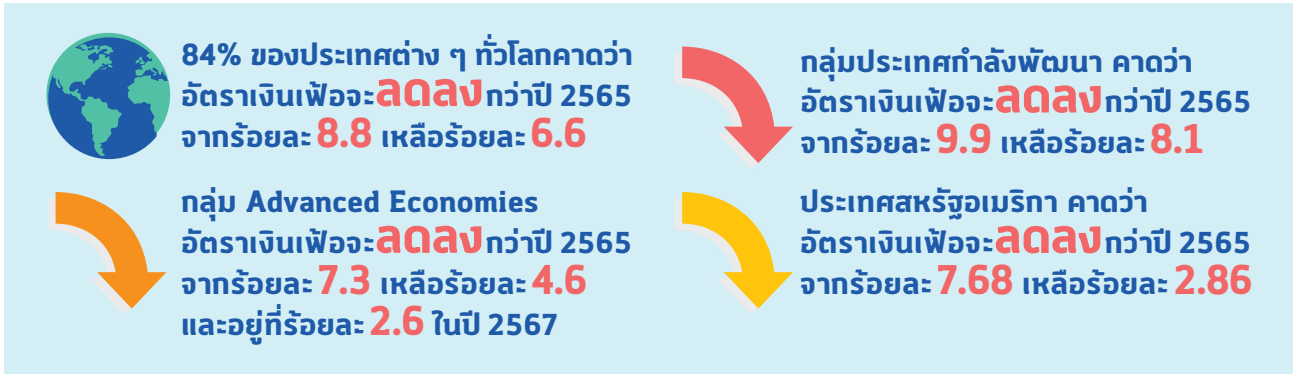 84% ของประเทศต่าง ๆ ทั่วโลกคาดว่า
อัตราเงินเฟ้อจะลดลงกว่าปี 2565
จากร้อยละ 8.8 เหลือร้อยละ 6.6
กลุ่มประเทศกำลังพัฒนา คาดว่า
อัตราเงินเฟ้อจะลดลงกว่าปี 2565
จากร้อยละ 9.9 เหลือร้อยละ 8.1
กลุ่ม Advanced Economies
อัตราเงินเฟ้อจะลดลงกว่าปี 2565
จากร้อยละ 7.3 เหลือร้อยละ 4.6
และอยู่ที่ร้อยละ 2.6 ในปี 2567
ประเทศสหรัฐอเมริกา คาดว่า
อัตราเงินเฟ้อจะลดลงกว่าปี 2565
จากร้อยละ 7.68 เหลือร้อยละ 2.86